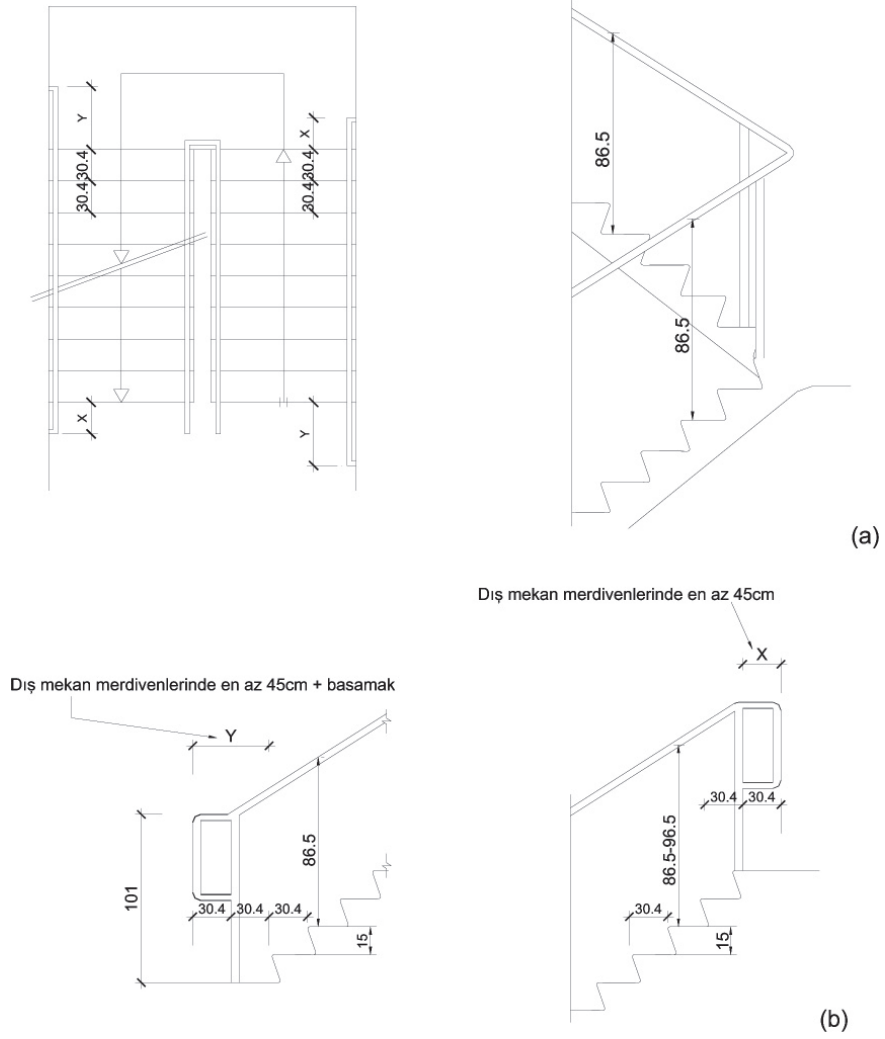 Y
X
30.4
30.4
30.4
30.4
X
Y
86.5
86.5
(a)
Dış mekan merdivenlerinde en az 45cm
X
Dış mekan merdivenlerinde en az 45cm + basamak
Y
86.5
101
30.4 30.4 30.4
15
30.4 30.4
86.5-96.5
30.4
15
(b)